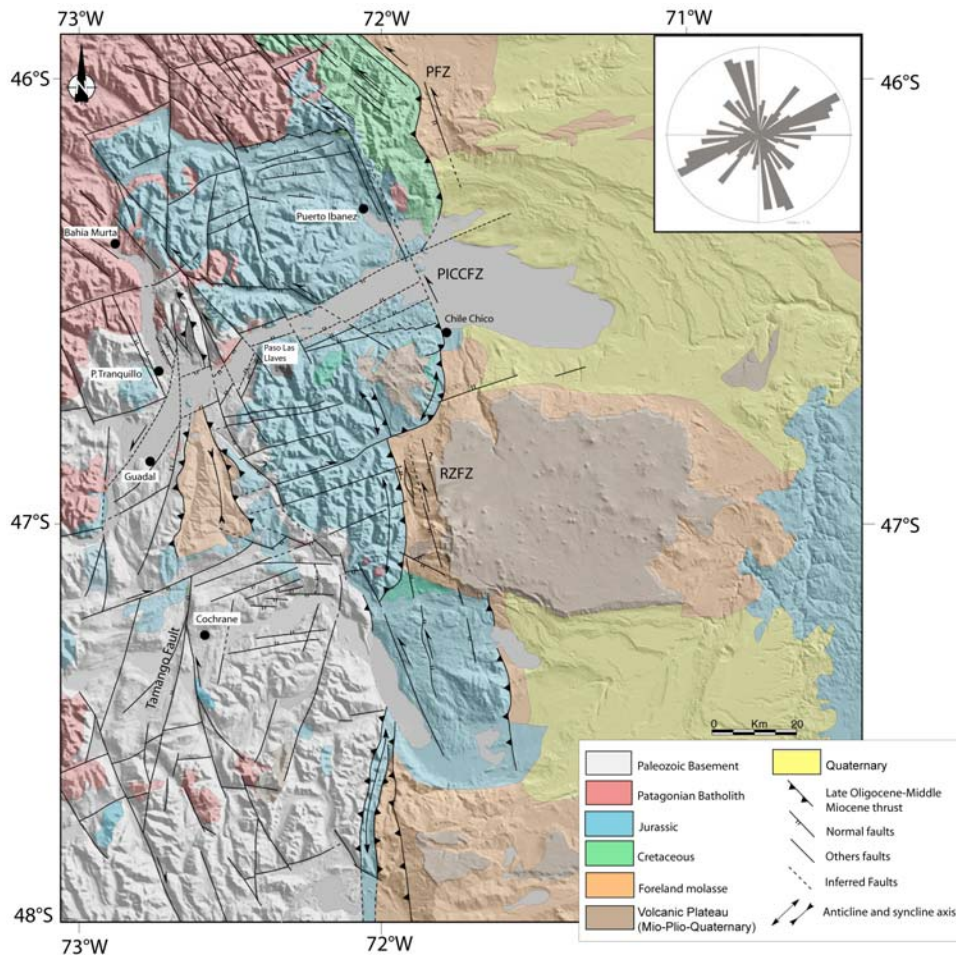 73°W 72°W 71°W
46°S 46°S
PFZ
Puerto Ibanez
Bahia Murta
PICCFZ
Chile Chico
Paso Las
Llaves
P. Tranquillo
Guadal
RZFZ
47°S 47°S
Cochrane
Tamango Fault
0 Km 20
Paleozoic Basement
Patagonian Batholith
Jurassic
Cretaceous
Foreland molasse
Volcanic Plateau
(Mio-Plio-Quaternary)
Quaternary
Late Oligocene-Middle
Miocene thrust
Normal faults
Others faults
Inferred Faults
Anticline and syncline axis
48°S
73°W 72°W